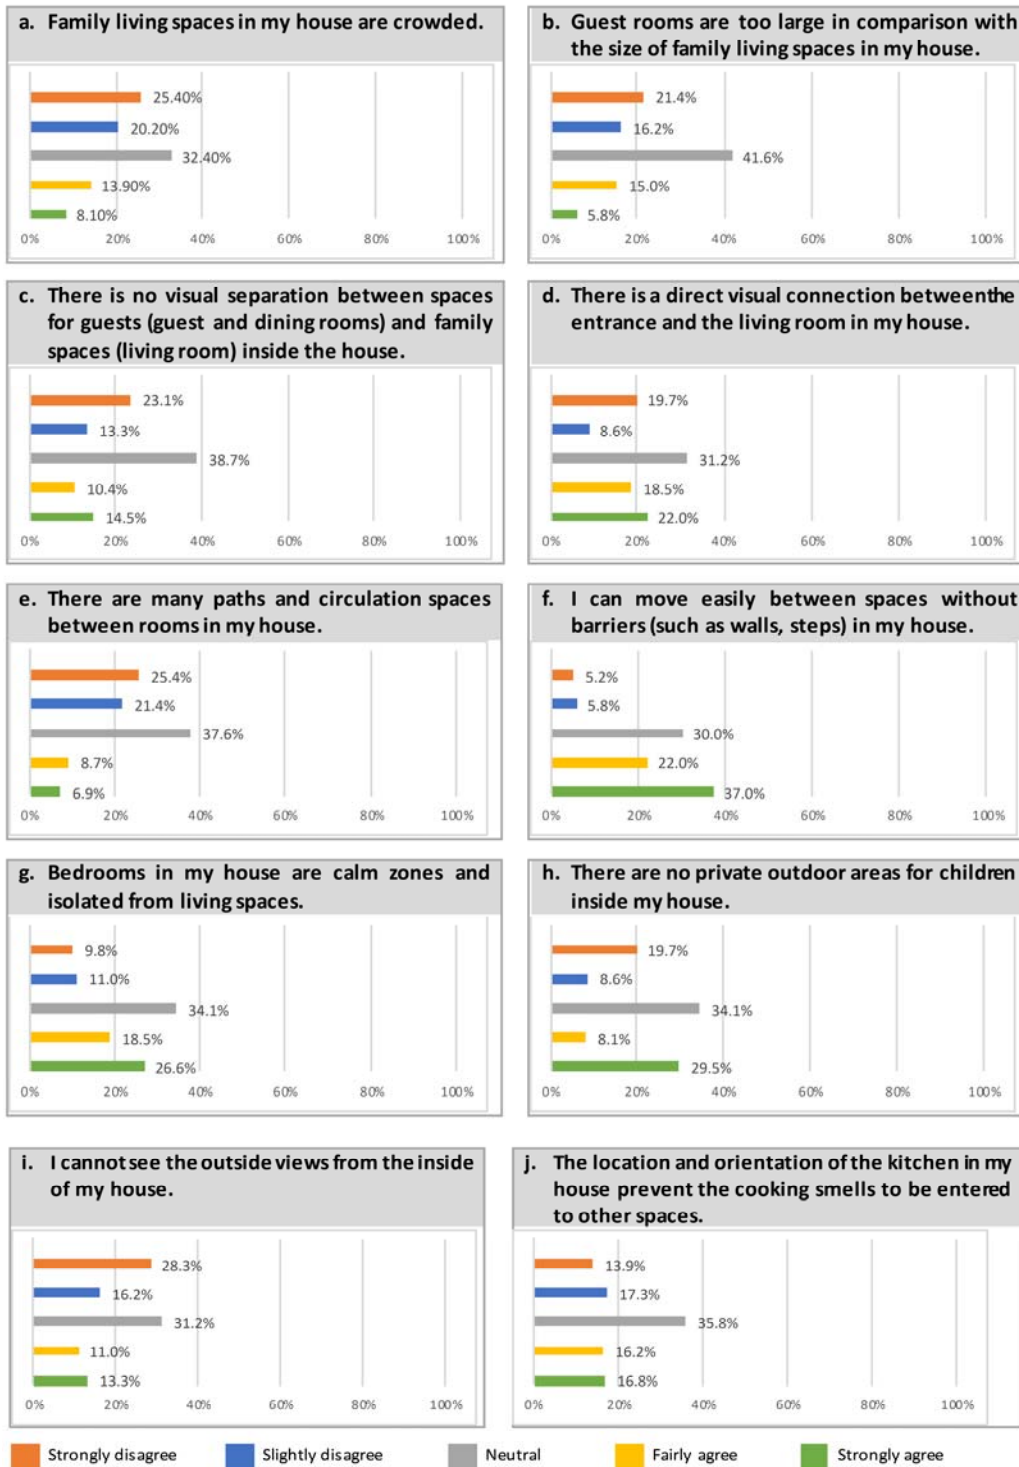 a. Family living spaces in my house are crowded.
25.40%
20.20%
32.40%
13.90%
8.10%
0% 20% 40% 60% 80% 100%
b. Guest rooms are too large in comparison with
the size of family living spaces in my house.
21.4%
16.2%
41.6%
15.0%
5.8%
0% 20% 40% 60% 80% 100%
c. There is no visual separation between spaces
for guests (guest and dining rooms) and family
spaces (living room) inside the house.
23.1%
13.3%
38.7%
10.4%
14.5%
0% 20% 40% 60% 80% 100%
d. There is a direct visual connection betweenthe
entrance and the living room in my house.
19.7%
8.6%
31.2%
18.5%
22.0%
0% 20% 40% 60% 80% 100%
e. There are many paths and circulation spaces
between rooms in my house.
25.4%
21.4%
37.6%
8.7%
6.9%
0% 20% 40% 60% 80% 100%
f. I can move easily between spaces without
barriers (such as walls, steps) in my house.
5.2%
5.8%
30.0%
22.0%
37.0%
0% 20% 40% 60% 80% 100%
g. Bedrooms in my house are calm zones and
isolated from living spaces.
9.8%
11.0%
34.1%
18.5%
26.6%
0% 20% 40% 60% 80% 100%
h. There are no private outdoor areas for children
inside my house.
19.7%
8.6%
34.1%
8.1%
29.5%
0% 20% 40% 60% 80% 100%
i. I cannot see the outside views from the inside
of my house.
28.3%
16.2%
31.2%
11.0%
13.3%
0% 20% 40% 60% 80% 100%
j. The location and orientation of the kitchen in my
house prevent the cooking smells to be entered
to other spaces.
13.9%
17.3%
35.8%
16.2%
16.8%
0% 20% 40% 60% 80% 100%
Strongly disagree Slightly disagree Neutral Fairly agree Strongly agree